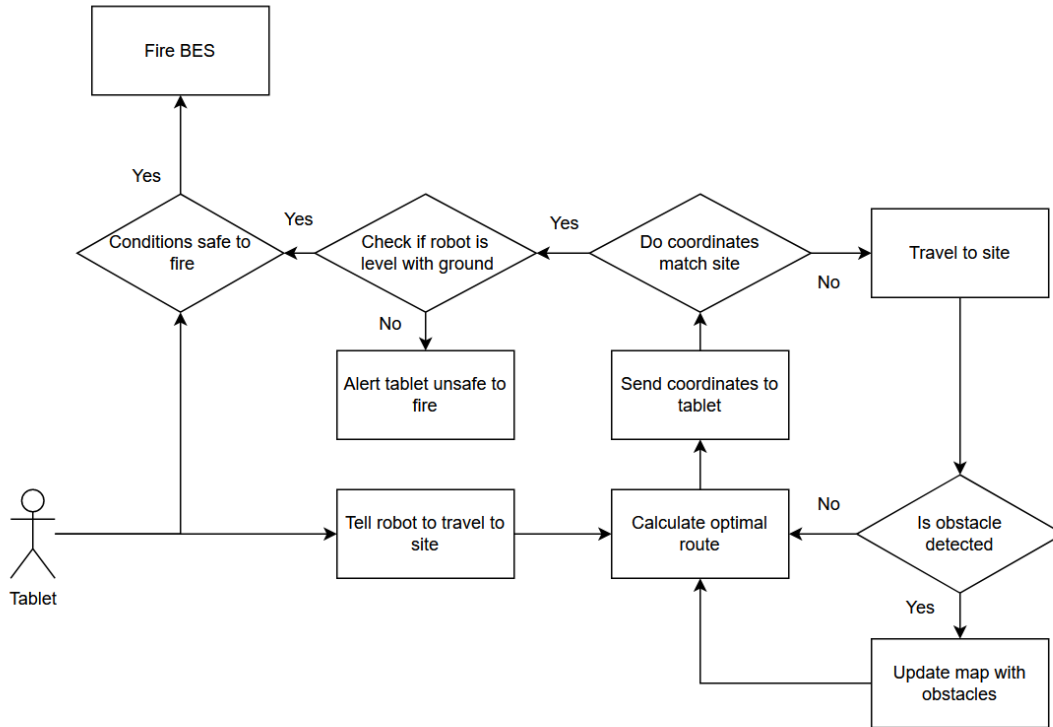 Fire BES
Yes
Yes
Yes
Conditions safe to
fire
Check if robot is
level with ground
Do coordinates
match site
Travel to site
No
No
Alert tablet unsafe to
fire
Send coordinates to
tablet
Tell robot to travel to
site
Calculate optimal
route
No
Is obstacle
detected
Tablet
Yes
Update map with
obstacles